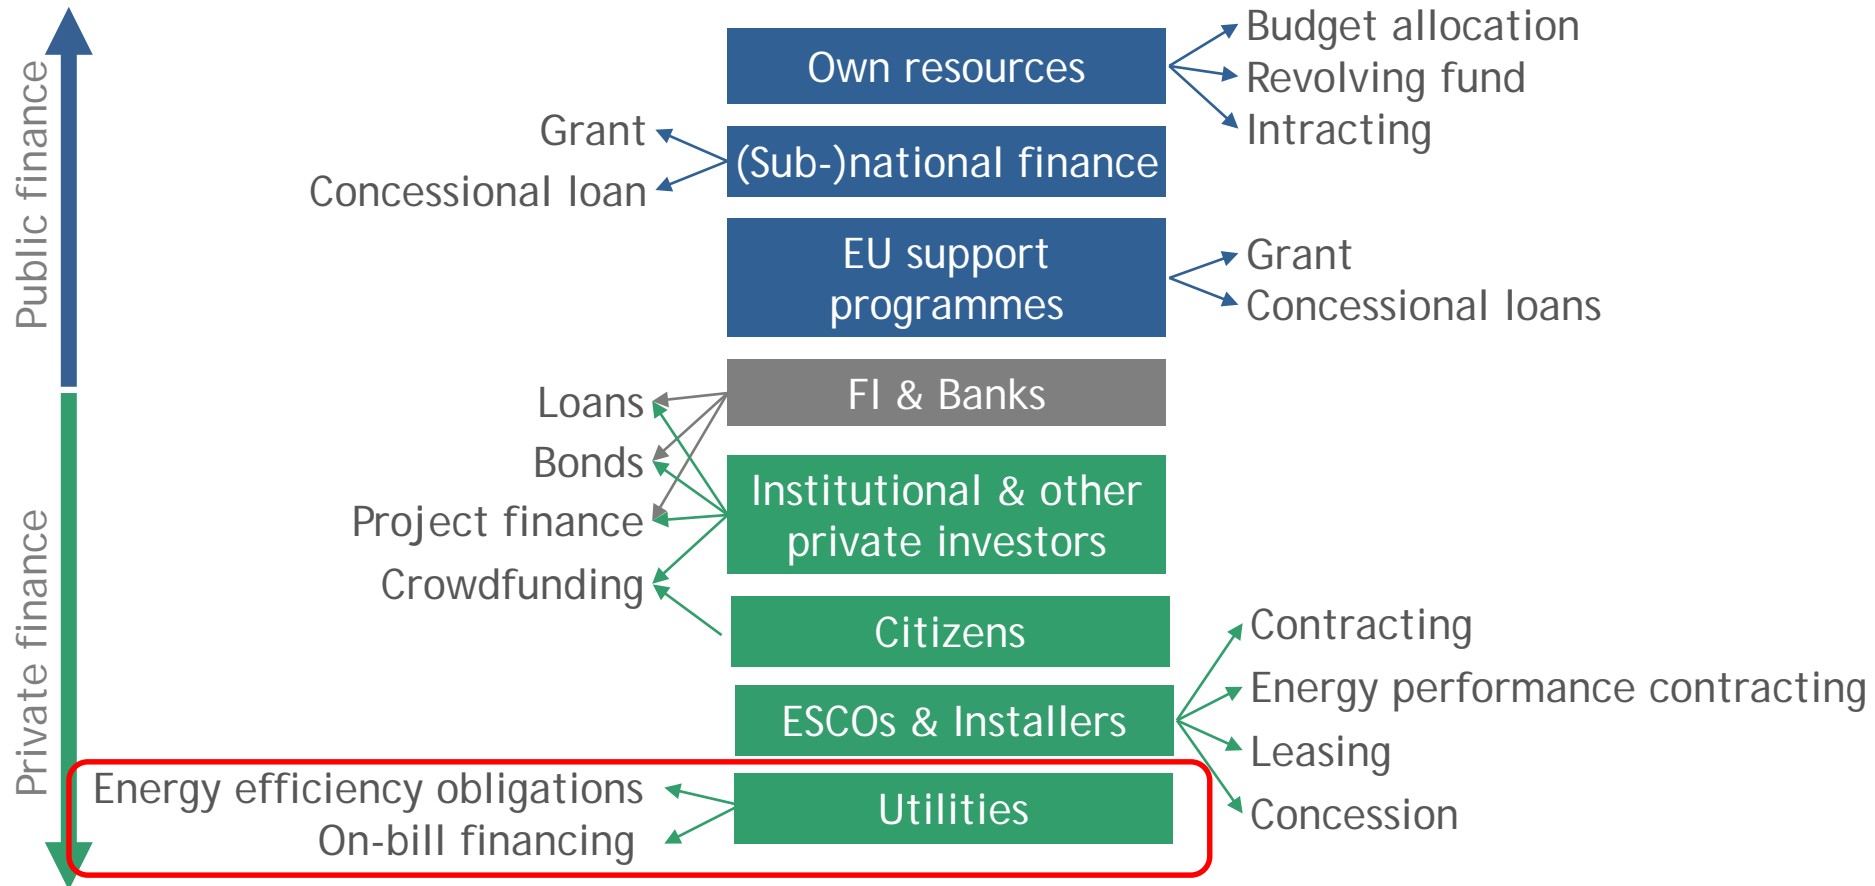 Public finance
Own resources
Budget allocation
Revolving fund
Intracting
Grant
Concessional loan
(Sub-)national finance
EU support
programmes
Grant
Concessional loans
Private finance
Loans
Bonds
Project finance
Crowdfunding
FI & Banks
Institutional & other
private investors
Citizens
ESCOs & Installers
Contracting
Energy performance contracting
Leasing
Concession
Energy efficiency obligations
On-bill financing
Utilities